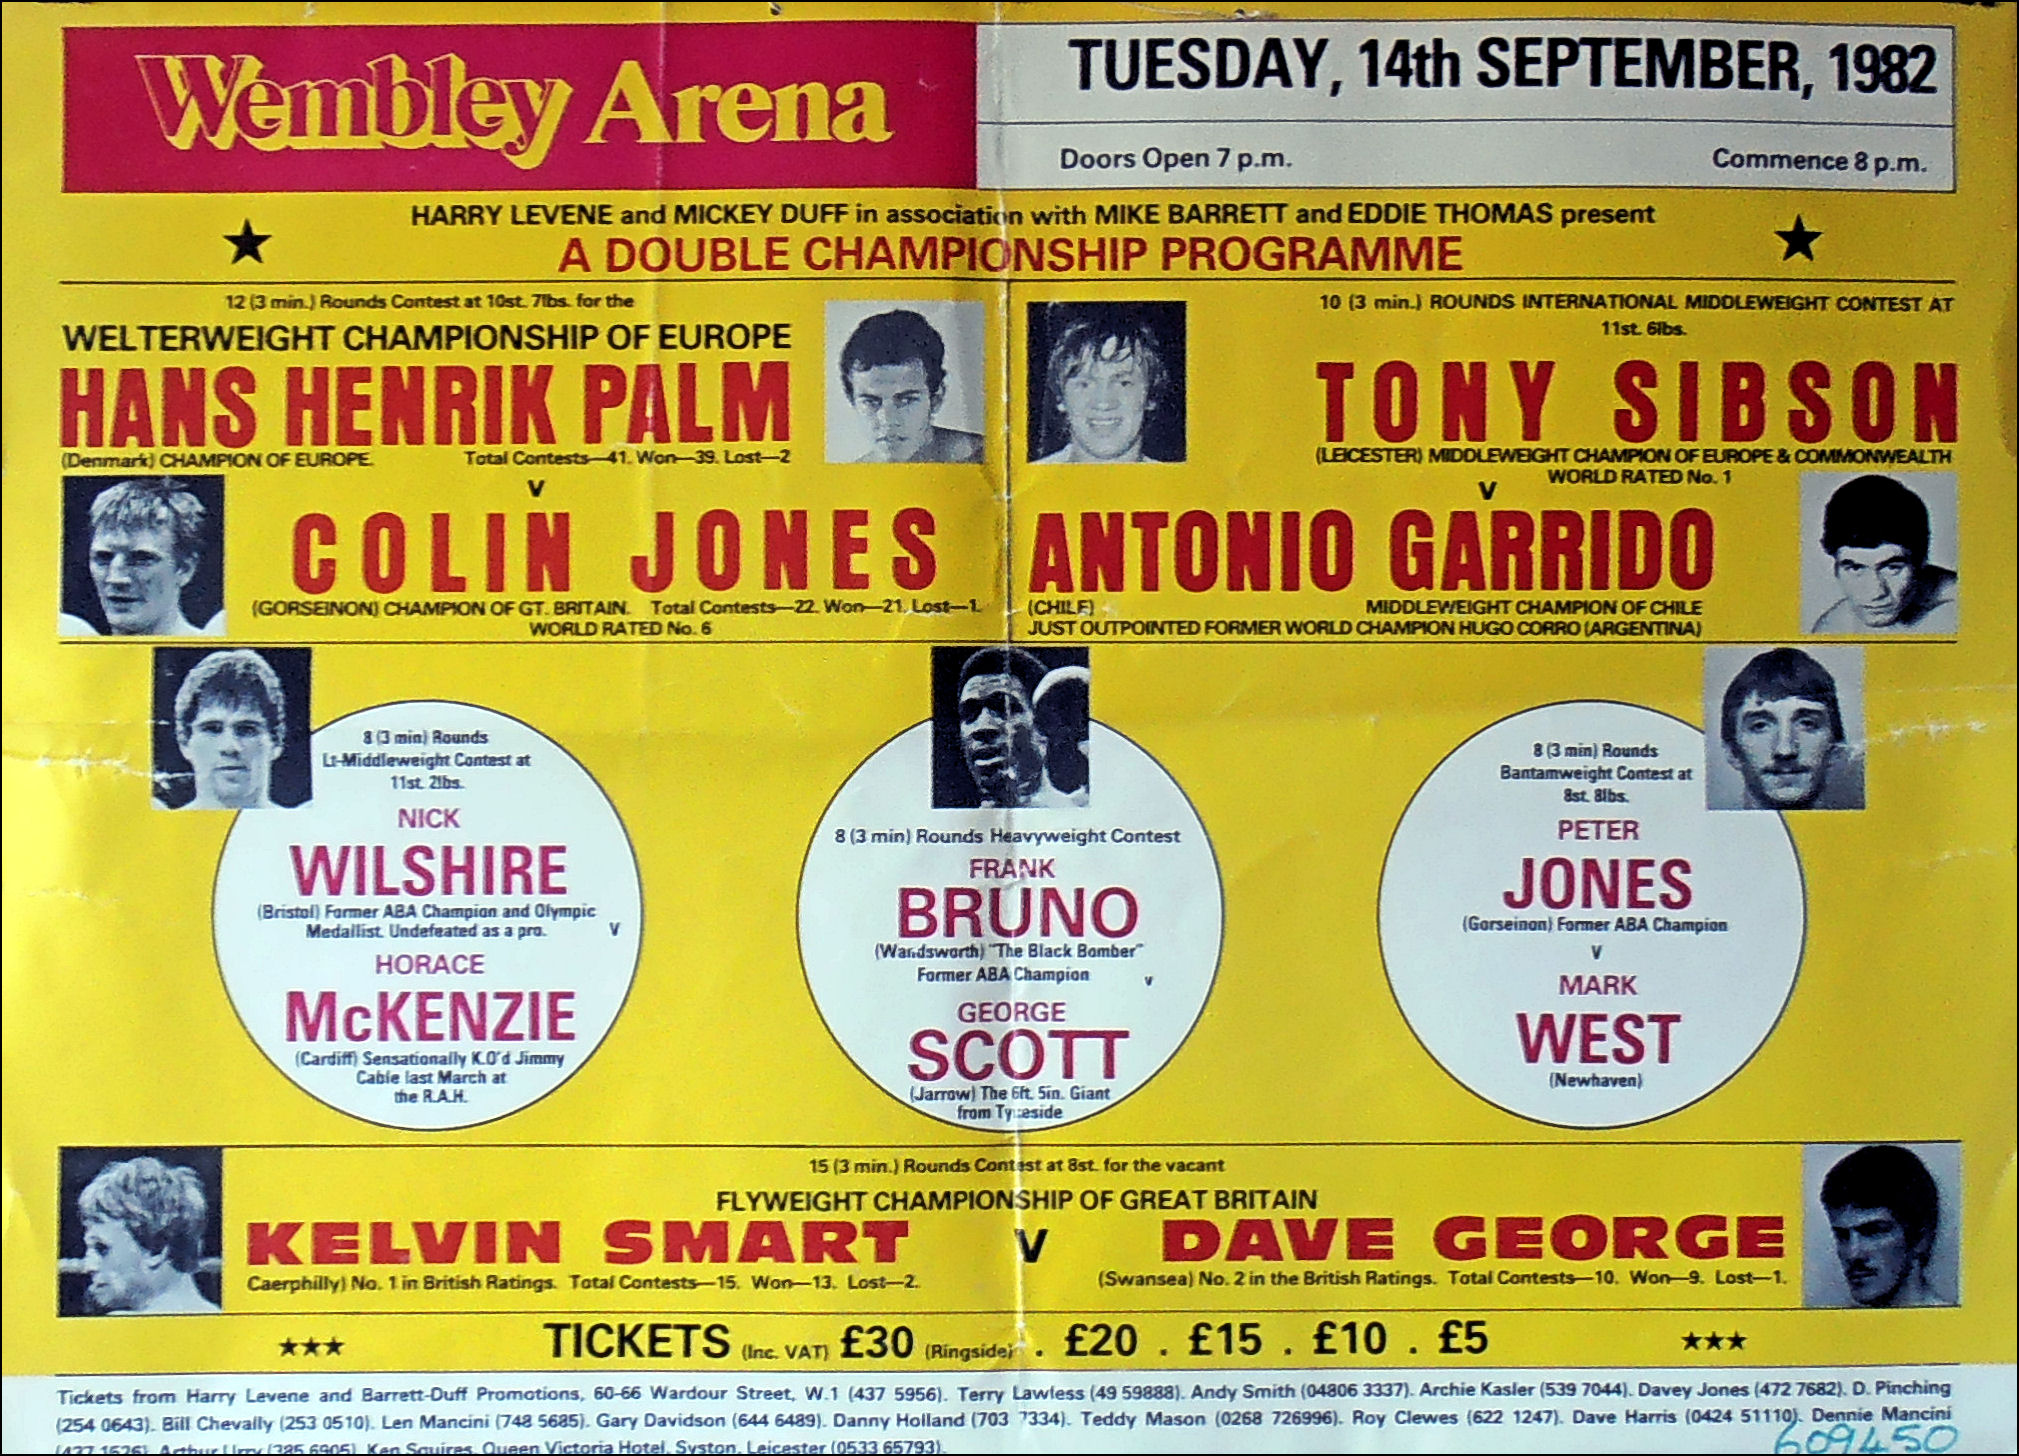 Wembley Arena
TUESDAY, 14th SEPTEMBER, 1982
Doors Open 7 p.m.
Commence 8 p.m.
HARRY LEVENE and MICKEY DUFF in association with MIKE BARRETT and EDDIE THOMAS present
A DOUBLE CHAMPIONSHIP PROGRAMME
12 (3 min.) Rounds Contest at 10st. 7lbs. for the
WELTERWEIGHT CHAMPIONSHIP OF EUROPE
HANS HENRIK PALM
(Denmark) CHAMPION OF EUROPE. Total Contests—41. Won—39. Lost—2
v
COLIN JONES
(GORSEINON) CHAMPION OF GT. BRITAIN. Total Contests—22. Won—21. Lost—1.
WORLD RATED No. 6
10 (3 min.) ROUNDS INTERNATIONAL MIDDLEWEIGHT CONTEST AT
11st. 6lbs.
TONY SIBSON
(LEICESTER) MIDDLEWEIGHT CHAMPION OF EUROPE & COMMONWEALTH
WORLD RATED No. 1
v
ANTONIO GARRIDO
(CHILE) MIDDLEWEIGHT CHAMPION OF CHILE
JUST OUTPOINTED FORMER WORLD CHAMPION HUGO CORRO (ARGENTINA)
8 (3 min) Rounds
Lt-Middleweight Contest at
11st. 2lbs.
NICK
WILSHIRE
(Bristol) Former ABA Champion and Olympic
Medallist. Undefeated as a pro. v
HORACE
McKENZIE
(Cardiff) Sensationally K.O'd Jimmy
Cable last March at
the R.A.H.
8 (3 min) Rounds Heavyweight Contest
FRANK
BRUNO
(Wandsworth) "The Black Bomber"
Former ABA Champion v
GEORGE
SCOTT
(Jarrow) The 6ft. 5in. Giant
from Tyneside
8 (3 min) Rounds
Bantamweight Contest at
8st. 8lbs.
PETER
JONES
(Gorseinon) Former ABA Champion
v
MARK
WEST
(Newhaven)
15 (3 min.) Rounds Contest at 8st. for the vacant
FLYWEIGHT CHAMPIONSHIP OF GREAT BRITAIN
KELVIN SMART v DAVE GEORGE
Caerphilly) No. 1 in British Ratings. Total Contests—15. Won—13. Lost—2.
(Swansea) No. 2 in the British Ratings. Total Contests—10. Won—9. Lost—1.
TICKETS (Inc. VAT) £30 (Ringside) . £20 . £15 . £10 . £5
Tickets from Harry Levene and Barrett-Duff Promotions, 60-66 Wardour Street, W.1 (437 5956). Terry Lawless (49 59888). Andy Smith (04806 3337). Archie Kasler (539 7044). Davey Jones (472 7682). D. Pinching
(254 0643). Bill Chevally (253 0510). Len Mancini (748 5685). Gary Davidson (644 6489). Danny Holland (703 7334). Teddy Mason (0268 726996). Roy Clewes (622 1247). Dave Harris (0424 51110). Dennie Mancini
(437 1526). Arthur Urry (385 6905). Ken Squires, Queen Victoria Hotel, Syston, Leicester (0533 65793).
609450